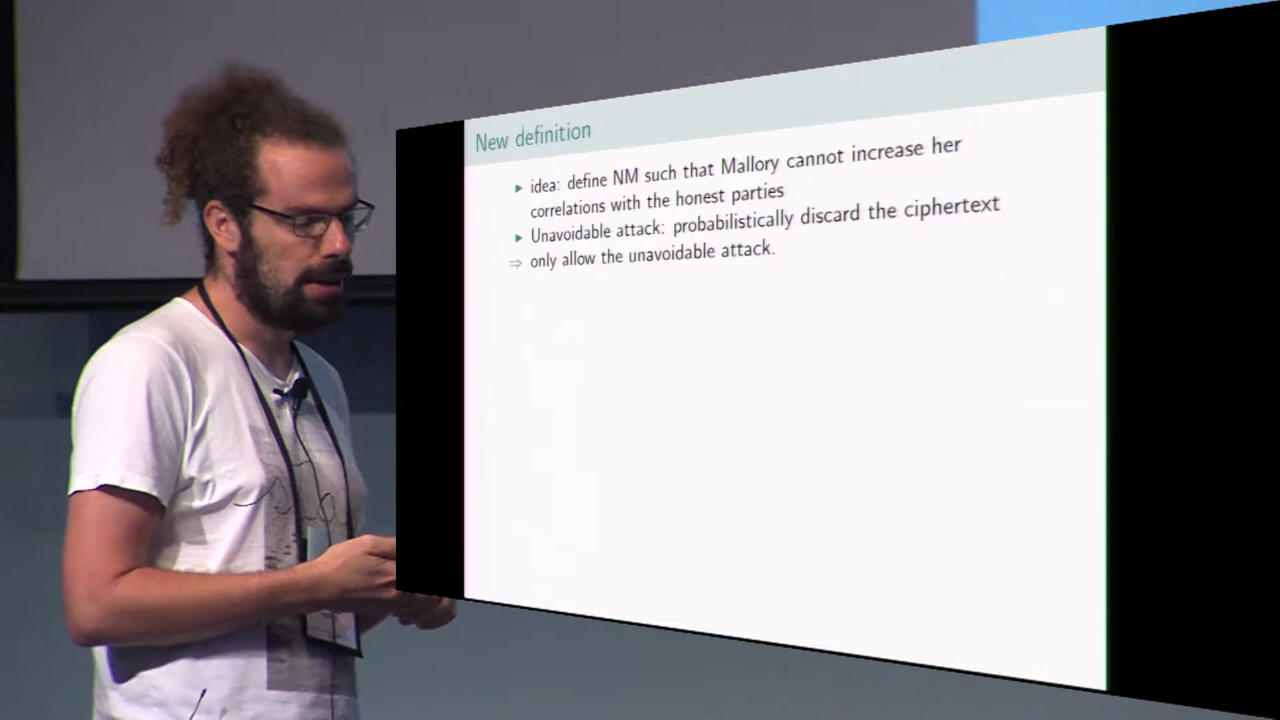 New definition
▸ idea: define NM such that Mallory cannot increase her
correlations with the honest parties
▸ Unavoidable attack: probabilistically discard the ciphertext
⇒ only allow the unavoidable attack.